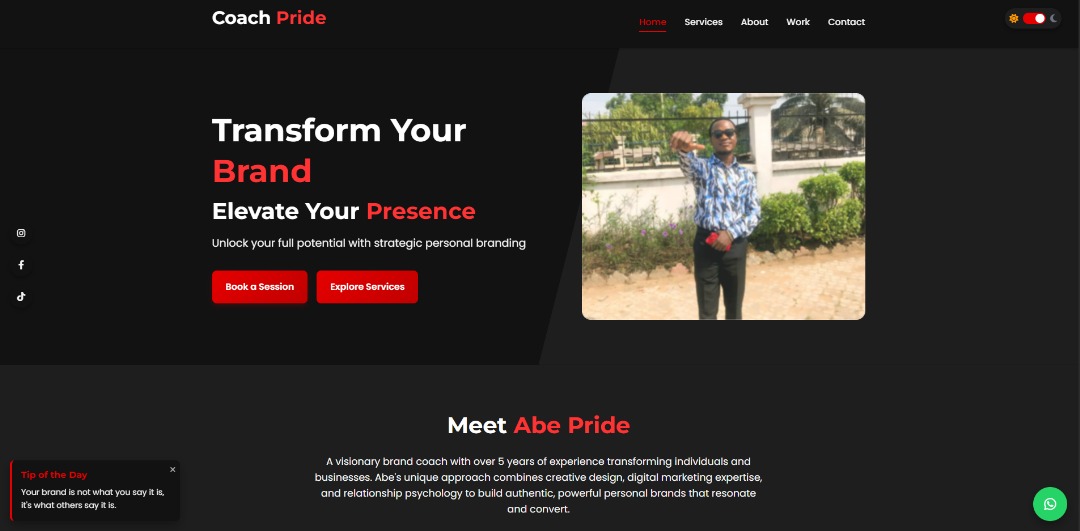 Coach Pride
Home Services About Work Contact
Transform Your
Brand
Elevate Your Presence
Unlock your full potential with strategic personal branding
Book a Session Explore Services
Meet Abe Pride
A visionary brand coach with over 5 years of experience transforming individuals and
businesses. Abe's unique approach combines creative design, digital marketing expertise,
and relationship psychology to build authentic, powerful personal brands that resonate
and convert.
Tip of the Day
Your brand is not what you say it is,
it's what others say it is.